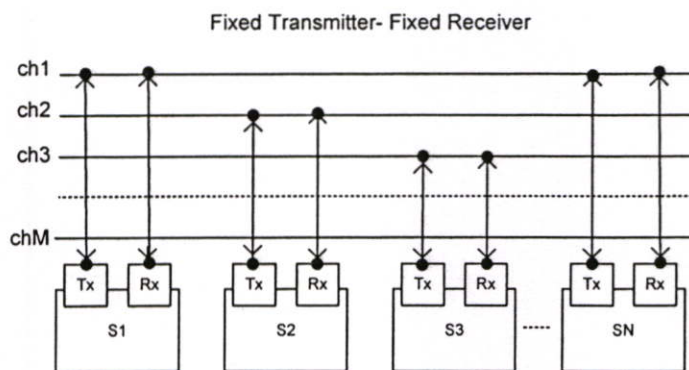 Fixed Transmitter- Fixed Receiver
ch1
ch2
ch3
chM
Tx Rx Tx Rx Tx Rx Tx Rx
S1 S2 S3 ...... SN